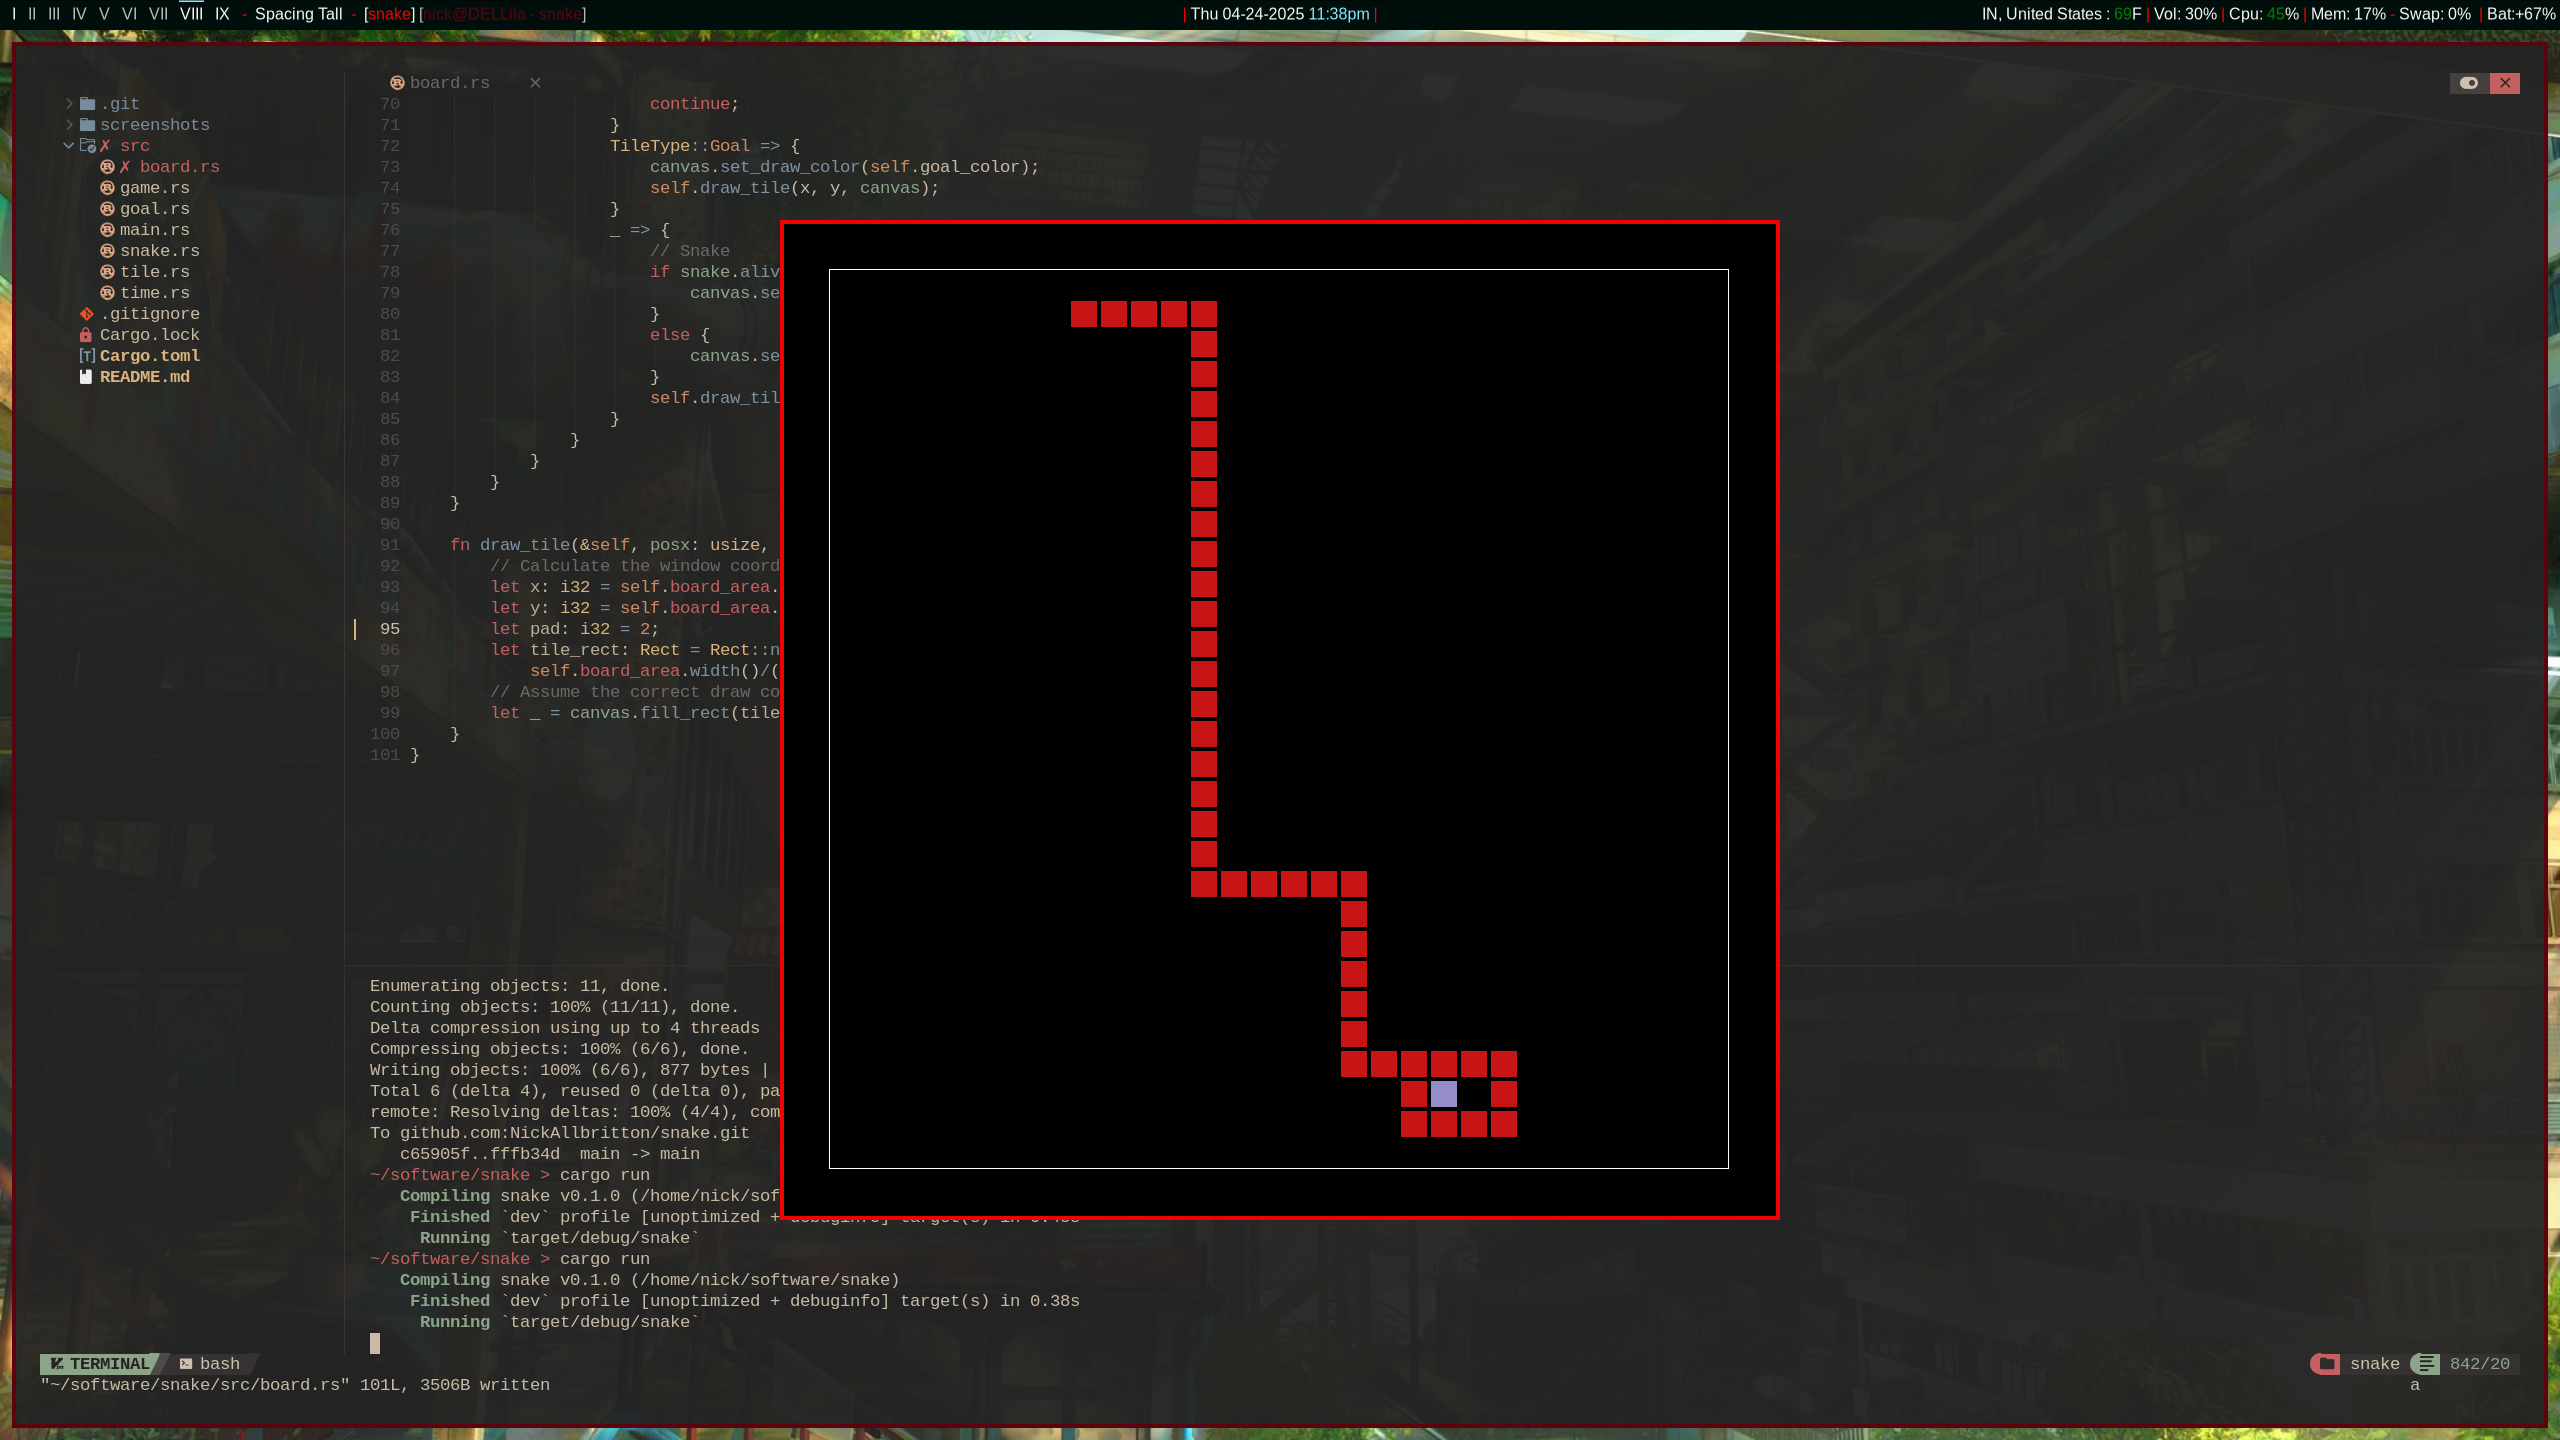 I II III IV V VI VII VIII IX - Spacing Tall - [snake] [nick@DELLila - snake]
| Thu 04-24-2025 11:38pm |
IN, United States : 69F | Vol: 30% | Cpu: 45% | Mem: 17% - Swap: 0% | Bat:+67%
board.rs ×
.git
screenshots
✗ src
✗ board.rs
game.rs
goal.rs
main.rs
snake.rs
tile.rs
time.rs
.gitignore
Cargo.lock
[T] Cargo.toml
README.md
70 continue;
71 }
72 TileType::Goal => {
73 canvas.set_draw_color(self.goal_color);
74 self.draw_tile(x, y, canvas);
75 }
76 _ => {
77 // Snake
78 if snake.aliv
79 canvas.se
80 }
81 else {
82 canvas.se
83 }
84 self.draw_til
85 }
86 }
87 }
88 }
89 }
90
91 fn draw_tile(&self, posx: usize,
92 // Calculate the window coord
93 let x: i32 = self.board_area.
94 let y: i32 = self.board_area.
95 let pad: i32 = 2;
96 let tile_rect: Rect = Rect::n
97 self.board_area.width()/(
98 // Assume the correct draw co
99 let _ = canvas.fill_rect(tile
100 }
101 }
Enumerating objects: 11, done.
Counting objects: 100% (11/11), done.
Delta compression using up to 4 threads
Compressing objects: 100% (6/6), done.
Writing objects: 100% (6/6), 877 bytes |
Total 6 (delta 4), reused 0 (delta 0), pa
remote: Resolving deltas: 100% (4/4), com
To github.com:NickAllbritton/snake.git
c65905f..fffb34d main -> main
~/software/snake > cargo run
Compiling snake v0.1.0 (/home/nick/sof
Finished `dev` profile [unoptimized + debuginfo] target(s) in
Running `target/debug/snake`
~/software/snake > cargo run
Compiling snake v0.1.0 (/home/nick/software/snake)
Finished `dev` profile [unoptimized + debuginfo] target(s) in 0.38s
Running `target/debug/snake`
TERMINAL bash
snake 842/20
"~/software/snake/src/board.rs" 101L, 3506B written
a